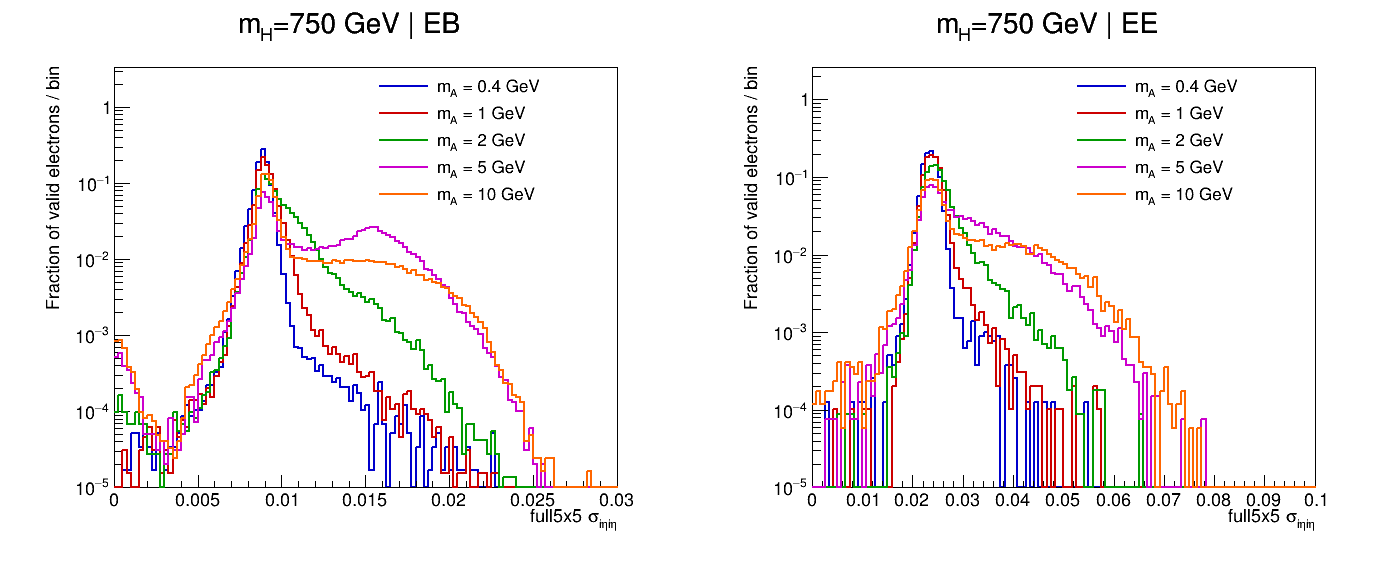 m_H=750 GeV | EB
Fraction of valid electrons / bin
m_A = 0.4 GeV
m_A = 1 GeV
m_A = 2 GeV
m_A = 5 GeV
m_A = 10 GeV
1
10⁻¹
10⁻²
10⁻³
10⁻⁴
10⁻⁵
0 0.005 0.01 0.015 0.02 0.025 0.03
full5x5 σ_iηiη
m_H=750 GeV | EE
Fraction of valid electrons / bin
m_A = 0.4 GeV
m_A = 1 GeV
m_A = 2 GeV
m_A = 5 GeV
m_A = 10 GeV
1
10⁻¹
10⁻²
10⁻³
10⁻⁴
10⁻⁵
0 0.01 0.02 0.03 0.04 0.05 0.06 0.07 0.08 0.09 0.1
full5x5 σ_iηiη